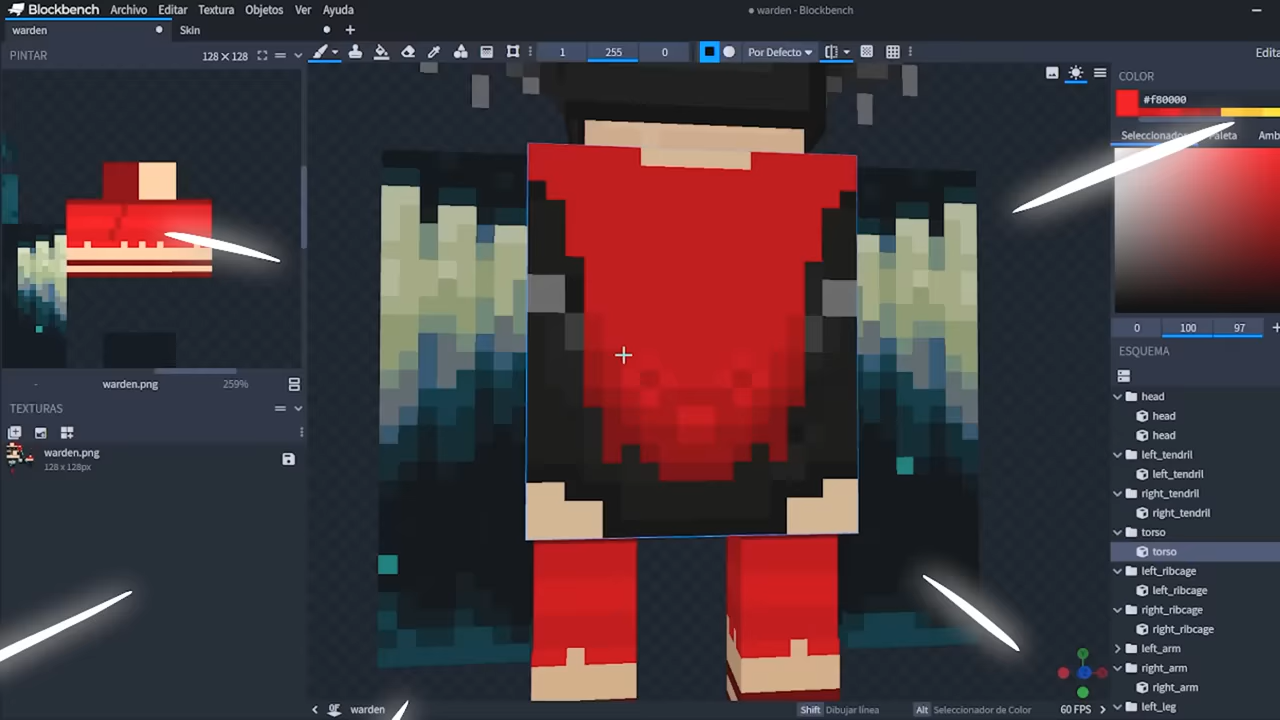 Blockbench Archivo Editar Textura Objetos Ver Ayuda
warden - Blockbench
warden Skin
PINTAR 128 × 128
1 255 0 Por Defecto Edita
COLOR
#f80000
Paleta Amb
0 100 97
ESQUEMA
head
head
head
left_tendril
left_tendril
right_tendril
right_tendril
torso
torso
left_ribcage
left_ribcage
right_ribcage
right_ribcage
left_arm
right_arm
right_arm
left_leg
- warden.png 259%
TEXTURAS
warden.png
128 x 128px
0F warden Shift Dibujar línea Alt Seleccionador de Color 60 FPS